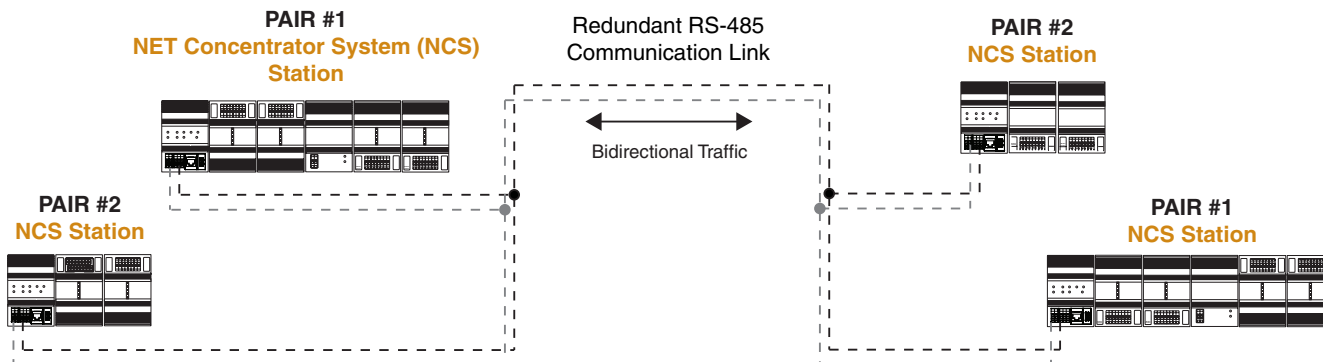 PAIR #1
NET Concentrator System (NCS)
Station
Redundant RS-485
Communication Link
PAIR #2
NCS Station
Bidirectional Traffic
PAIR #2
NCS Station
PAIR #1
NCS Station